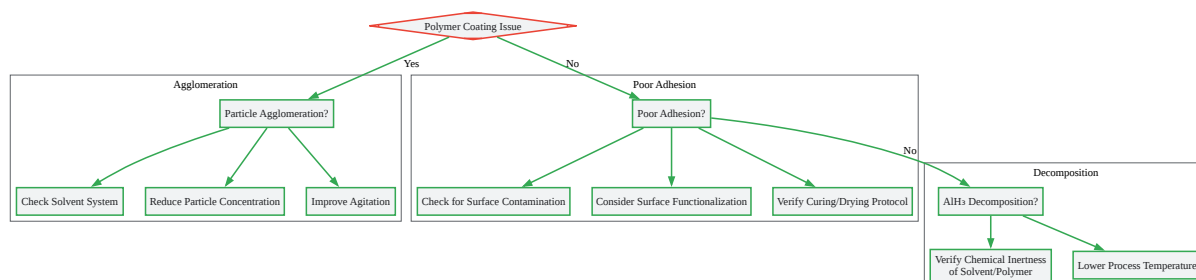 Polymer Coating Issue
Yes
No
Agglomeration
Poor Adhesion
Particle Agglomeration?
Poor Adhesion?
No
Check Solvent System
Reduce Particle Concentration
Improve Agitation
Check for Surface Contamination
Consider Surface Functionalization
Verify Curing/Drying Protocol
Decomposition
AlH₃ Decomposition?
Verify Chemical Inertness
of Solvent/Polymer
Lower Process Temperature